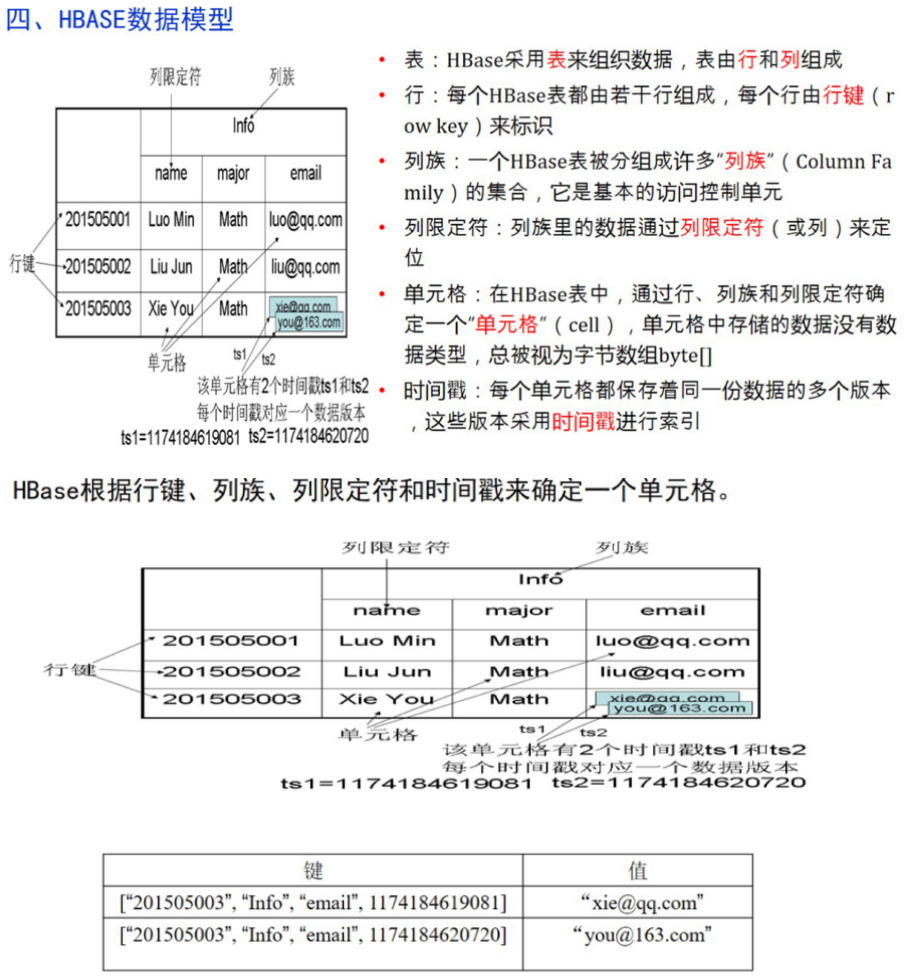 四、HBASE数据模型
列限定符 列族
Info
name major email
201505001 Luo Min Math luo@qq.com
行键 201505002 Liu Jun Math liu@qq.com
201505003 Xie You Math xie@qq.com
you@163.com
单元格 ts1 ts2
该单元格有2个时间戳ts1和ts2
每个时间戳对应一个数据版本
ts1=1174184619081 ts2=1174184620720
• 表：HBase采用表来组织数据，表由行和列组成
• 行：每个HBase表都由若干行组成，每个行由行键（r
ow key）来标识
• 列族：一个HBase表被分组成许多“列族”（Column Fa
mily）的集合，它是基本的访问控制单元
• 列限定符：列族里的数据通过列限定符（或列）来定
位
• 单元格：在HBase表中，通过行、列族和列限定符确
定一个“单元格”（cell），单元格中存储的数据没有数
据类型，总被视为字节数组byte[]
• 时间戳：每个单元格都保存着同一份数据的多个版本
，这些版本采用时间戳进行索引
HBase根据行键、列族、列限定符和时间戳来确定一个单元格。
列限定符 列族
Info
name major email
201505001 Luo Min Math luo@qq.com
行键 201505002 Liu Jun Math liu@qq.com
201505003 Xie You Math xie@qq.com
you@163.com
单元格 ts1 ts2
该单元格有2个时间戳ts1和ts2
每个时间戳对应一个数据版本
ts1=1174184619081 ts2=1174184620720
键 值
[“201505003”, “Info”, “email”, 1174184619081] “xie@qq.com”
[“201505003”, “Info”, “email”, 1174184620720] “you@163.com”